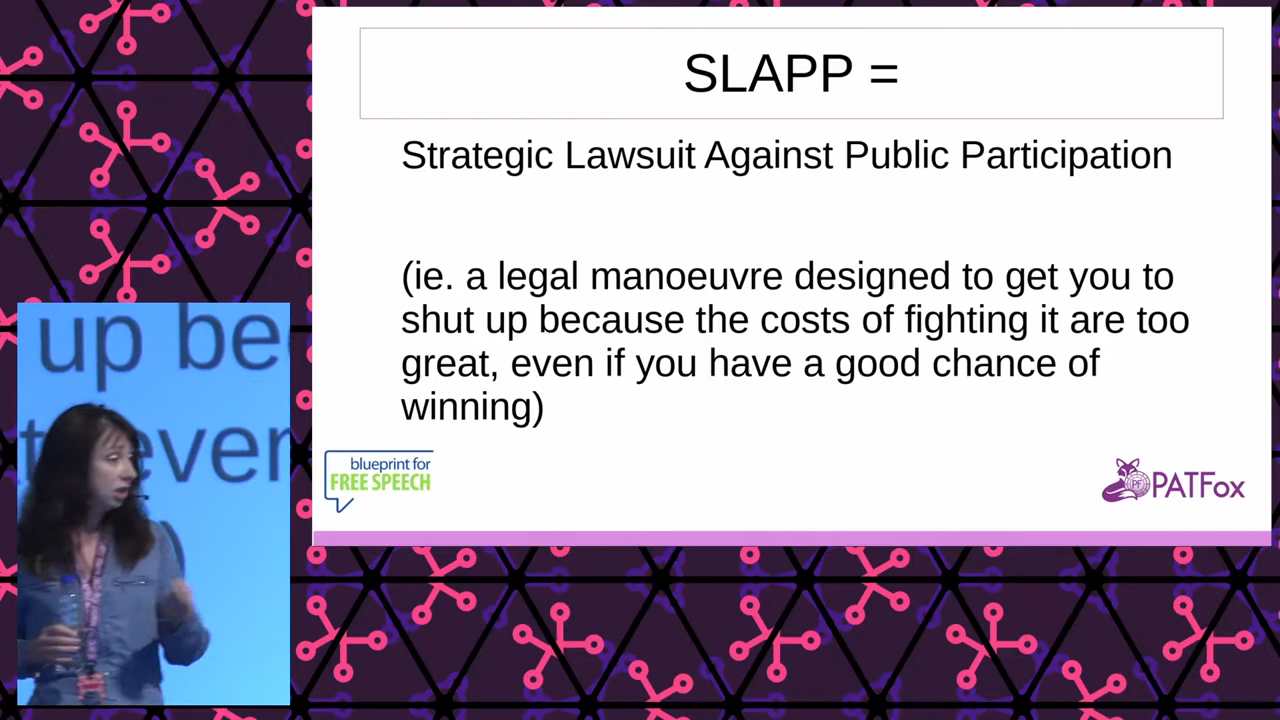 SLAPP =
Strategic Lawsuit Against Public Participation
(ie. a legal manoeuvre designed to get you to
shut up because the costs of fighting it are too
great, even if you have a good chance of
winning)
blueprint for
FREE SPEECH
PF
PATFox
up be
even